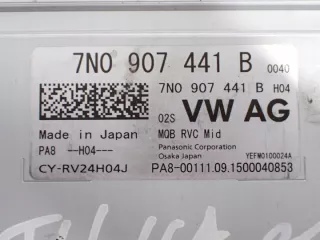 7N0 907 441 B 0040
7N0 907 441 B H04
02S VW AG
Made in Japan MQB RVC Mid
PA8 --H04--- Panasonic Corporation
Osaka Japan YEFM0100024A
CY-RV24H04J PA8-00111.09.1500040853